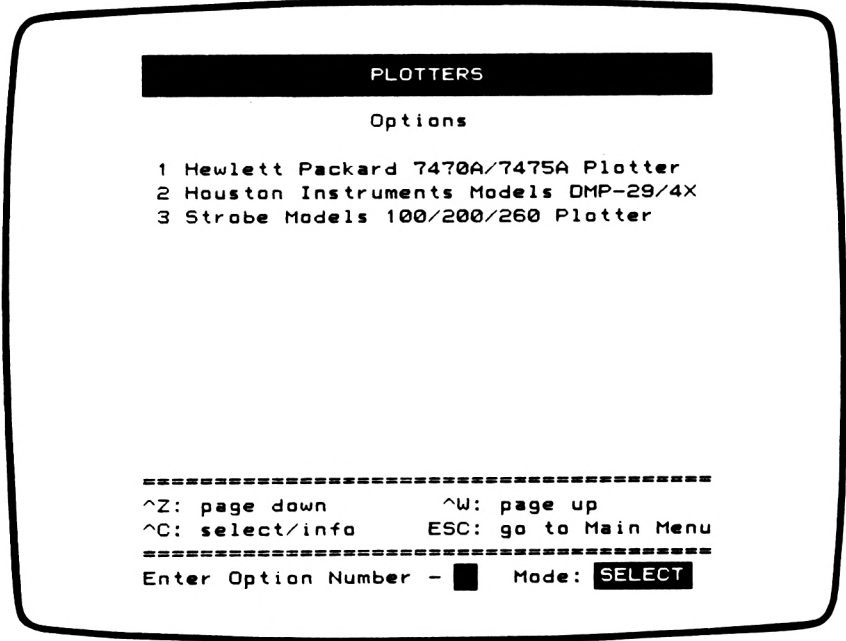 PLOTTERS
Options
1 Hewlett Packard 7470A/7475A Plotter
2 Houston Instruments Models DMP-29/4X
3 Strobe Models 100/200/260 Plotter
========================================
^Z: page down ^W: page up
^C: select/info ESC: go to Main Menu
========================================
Enter Option Number - Mode: SELECT